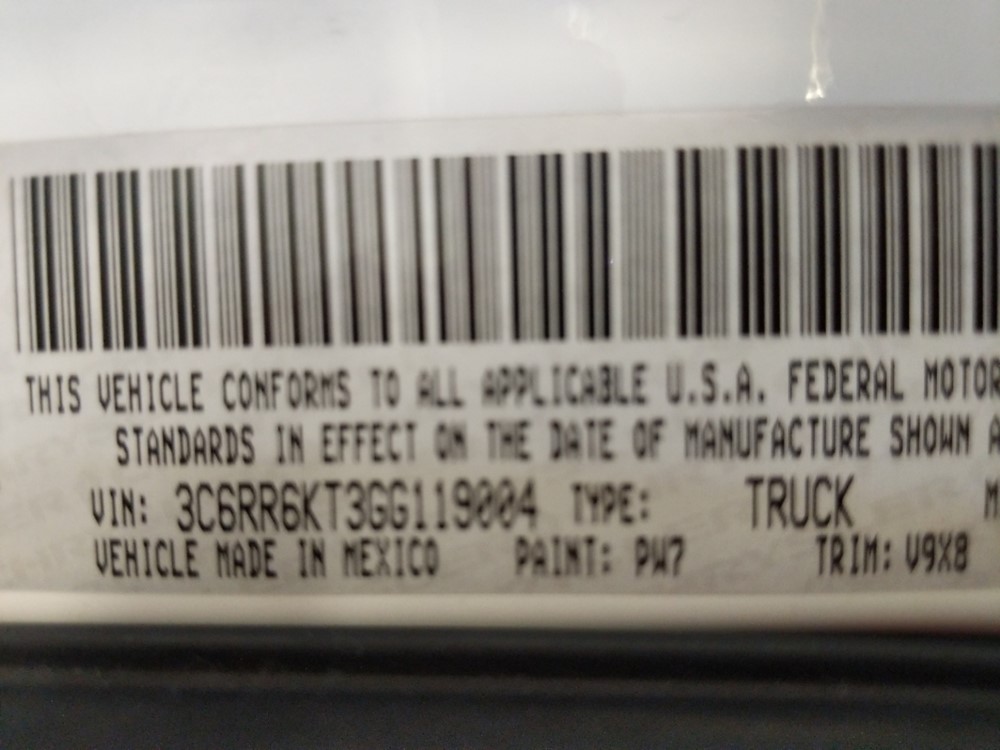 THIS VEHICLE CONFORMS TO ALL APPLICABLE U.S.A. FEDERAL MOTOR
STANDARDS IN EFFECT ON THE DATE OF MANUFACTURE SHOWN A
VIN: 3C6RR6KT3GG119004 TYPE: TRUCK M
VEHICLE MADE IN MEXICO PAINT: PW7 TRIM: V9X8